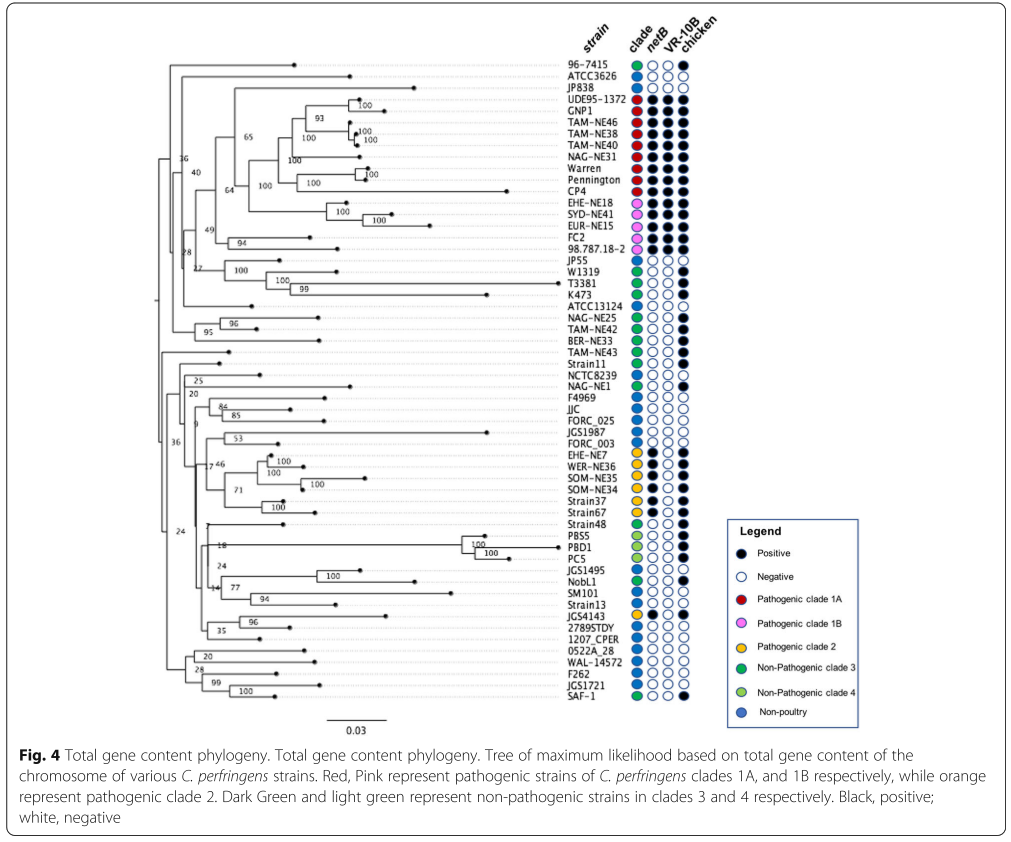 strain clade netB VR-10B chicken
96-7415
ATCC3626
JP838
UDE95-1372
100
GNP1
93
TAM-NE46
100
65
TAM-NE38
100
100
TAM-NE40
36
100
NAG-NE31
40
Warren
100
64
100
100
Pennington
CP4
EHE-NE18
100
SYD-NE41
100
EUR-NE15
49
FC2
94
98.787.18-2
28
JP55
27
100
W1319
100
T3381
99
K473
ATCC13124
NAG-NE25
96
TAM-NE42
95
BER-NE33
TAM-NE43
Strain11
NCTC8239
25
NAG-NE1
20
F4969
84
JJC
85
FORC_025
9
JGS1987
36
53
FORC_003
EHE-NE7
17
46
100
WER-NE36
100
SOM-NE35
100
71
SOM-NE34
Strain37
100
Strain67
7
Strain48
24
PBS5
18
100
PBD1
100
PC5
24
JGS1495
100
NobL1
14
77
SM101
94
Strain13
JGS4143
96
2789STDY
35
1207_CPER
0522A_28
20
WAL-14572
28
F262
99
JGS1721
100
SAF-1
0.03
Legend
Positive
Negative
Pathogenic clade 1A
Pathogenic clade 1B
Pathogenic clade 2
Non-Pathogenic clade 3
Non-Pathogenic clade 4
Non-poultry
Fig. 4 Total gene content phylogeny. Total gene content phylogeny. Tree of maximum likelihood based on total gene content of the
chromosome of various C. perfringens strains. Red, Pink represent pathogenic strains of C. perfringens clades 1A, and 1B respectively, while orange
represent pathogenic clade 2. Dark Green and light green represent non-pathogenic strains in clades 3 and 4 respectively. Black, positive;
white, negative